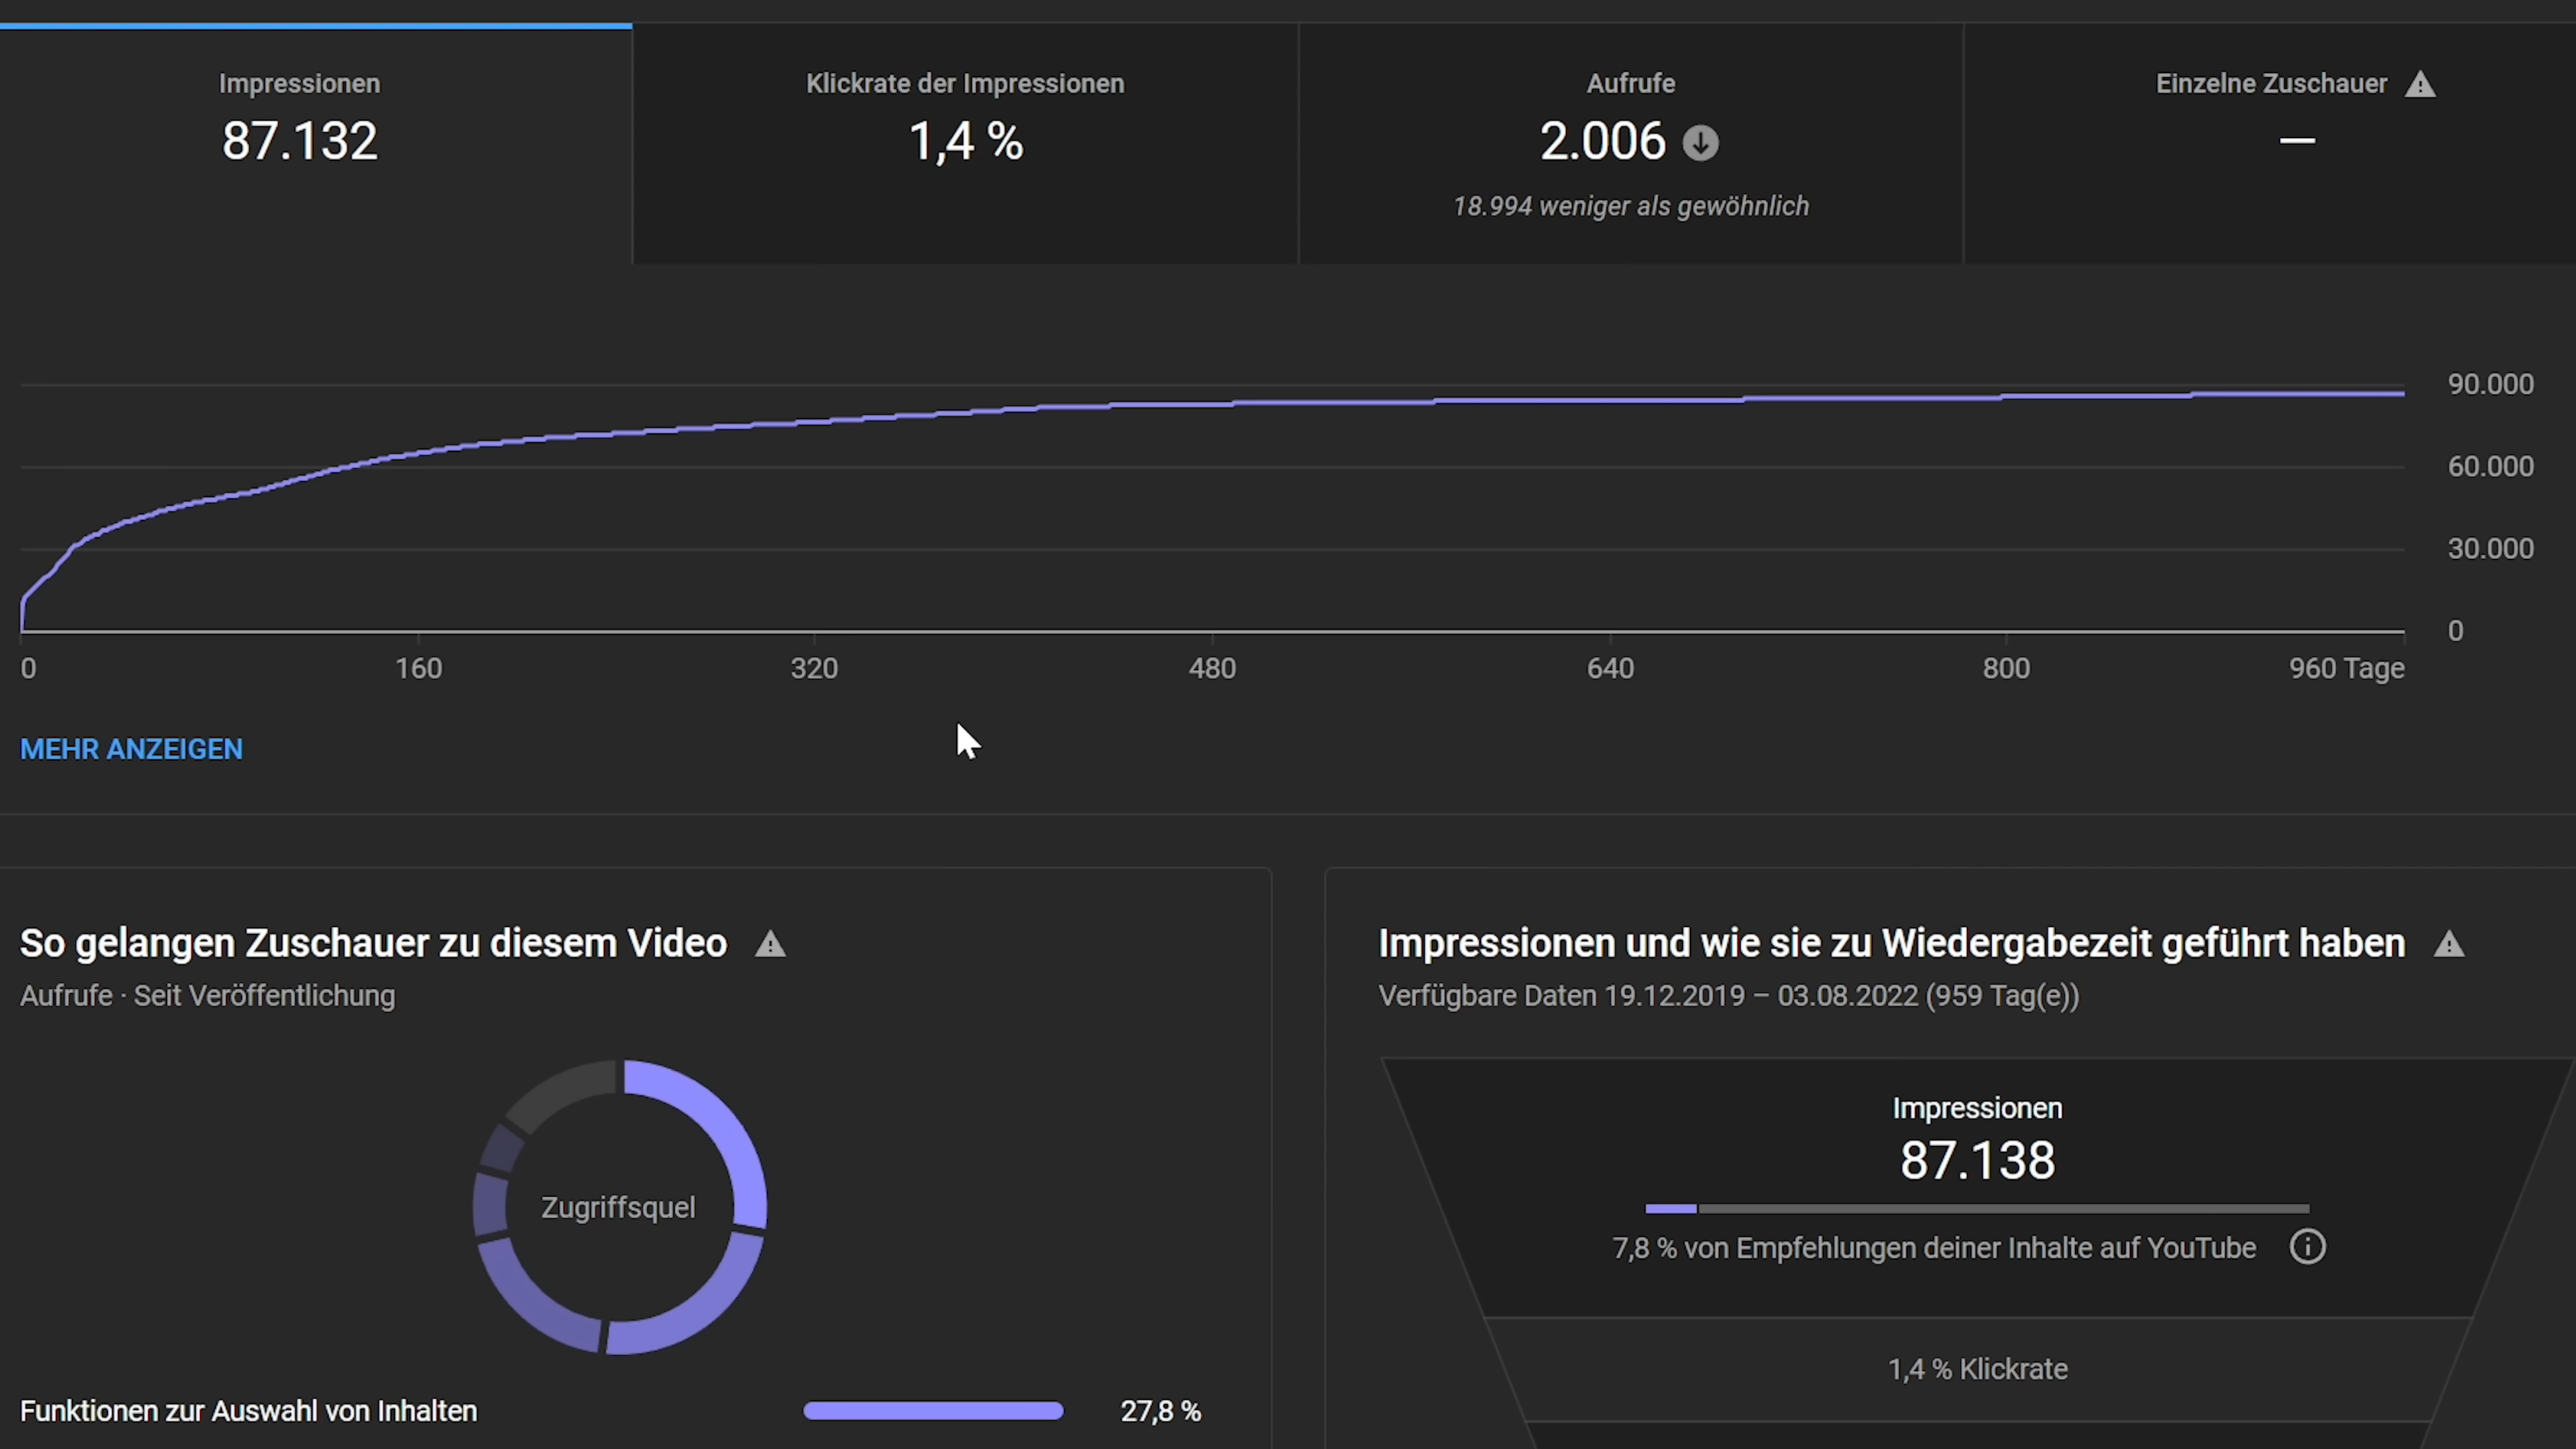 Impressionen
87.132
Klickrate der Impressionen
1,4 %
Aufrufe
2.006
18.994 weniger als gewöhnlich
Einzelne Zuschauer
—
90.000
60.000
30.000
0
0
160
320
480
640
800
960 Tage
MEHR ANZEIGEN
So gelangen Zuschauer zu diesem Video
Aufrufe · Seit Veröffentlichung
Zugriffsquel
Funktionen zur Auswahl von Inhalten
27,8 %
Impressionen und wie sie zu Wiedergabezeit geführt haben
Verfügbare Daten 19.12.2019 – 03.08.2022 (959 Tag(e))
Impressionen
87.138
7,8 % von Empfehlungen deiner Inhalte auf YouTube
1,4 % Klickrate